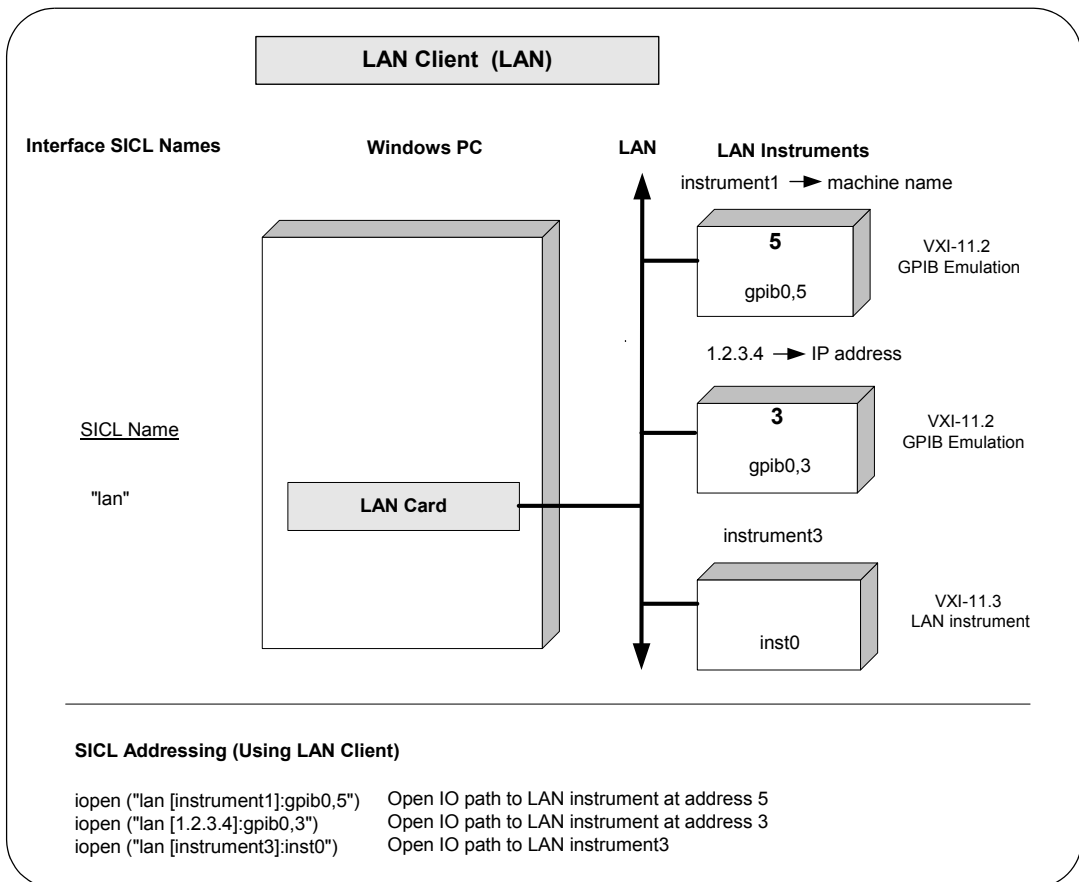 LAN Client (LAN)
Interface SICL Names
Windows PC
LAN
LAN Instruments
instrument1 machine name
5
gpib0,5
VXI-11.2
GPIB Emulation
1.2.3.4 IP address
3
gpib0,3
VXI-11.2
GPIB Emulation
SICL Name
"lan"
LAN Card
instrument3
inst0
VXI-11.3
LAN instrument
SICL Addressing (Using LAN Client)
iopen ("lan [instrument1]:gpib0,5") Open IO path to LAN instrument at address 5
iopen ("lan [1.2.3.4]:gpib0,3") Open IO path to LAN instrument at address 3
iopen ("lan [instrument3]:inst0") Open IO path to LAN instrument3